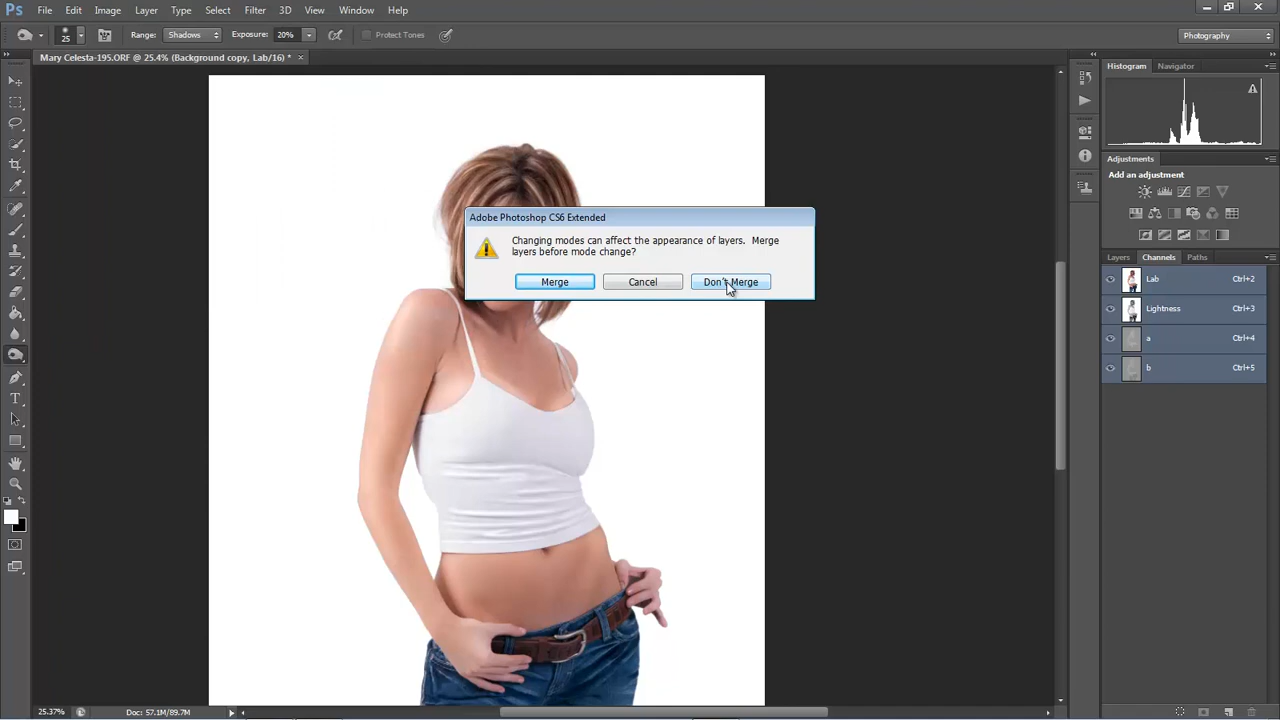 Ps File Edit Image Layer Type Select Filter 3D View Window Help
25 Range: Shadows Exposure: 20% Protect Tones Photography
Mary Celesta-195.ORF @ 25.4% (Background copy, Lab/16) * ×
Histogram Navigator
Adjustments
Add an adjustment
Adobe Photoshop CS6 Extended
Changing modes can affect the appearance of layers. Merge
layers before mode change?
Merge Cancel Don't Merge
Layers Channels Paths
Lab Ctrl+2
Lightness Ctrl+3
a Ctrl+4
b Ctrl+5
25.37% Doc: 57.1M/89.7M